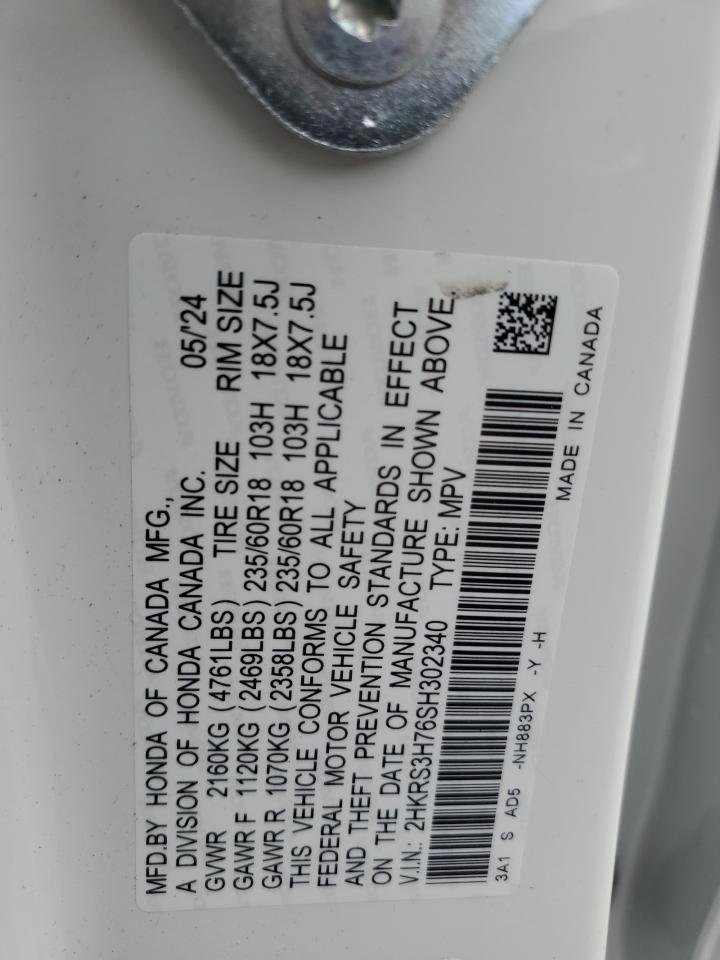 MFD.BY HONDA OF CANADA MFG.,
A DIVISION OF HONDA CANADA INC. 05/'24
GVWR 2160KG (4761LBS) TIRE SIZE RIM SIZE
GAWR F 1120KG (2469LBS) 235/60R18 103H 18X7.5J
GAWR R 1070KG (2358LBS) 235/60R18 103H 18X7.5J
THIS VEHICLE CONFORMS TO ALL APPLICABLE
FEDERAL MOTOR VEHICLE SAFETY
AND THEFT PREVENTION STANDARDS IN EFFECT
ON THE DATE OF MANUFACTURE SHOWN ABOVE
V.I.N.: 2HKRS3H76SH302340 TYPE: MPV
3A1 S AD5 -NH883PX -Y -H
MADE IN CANADA